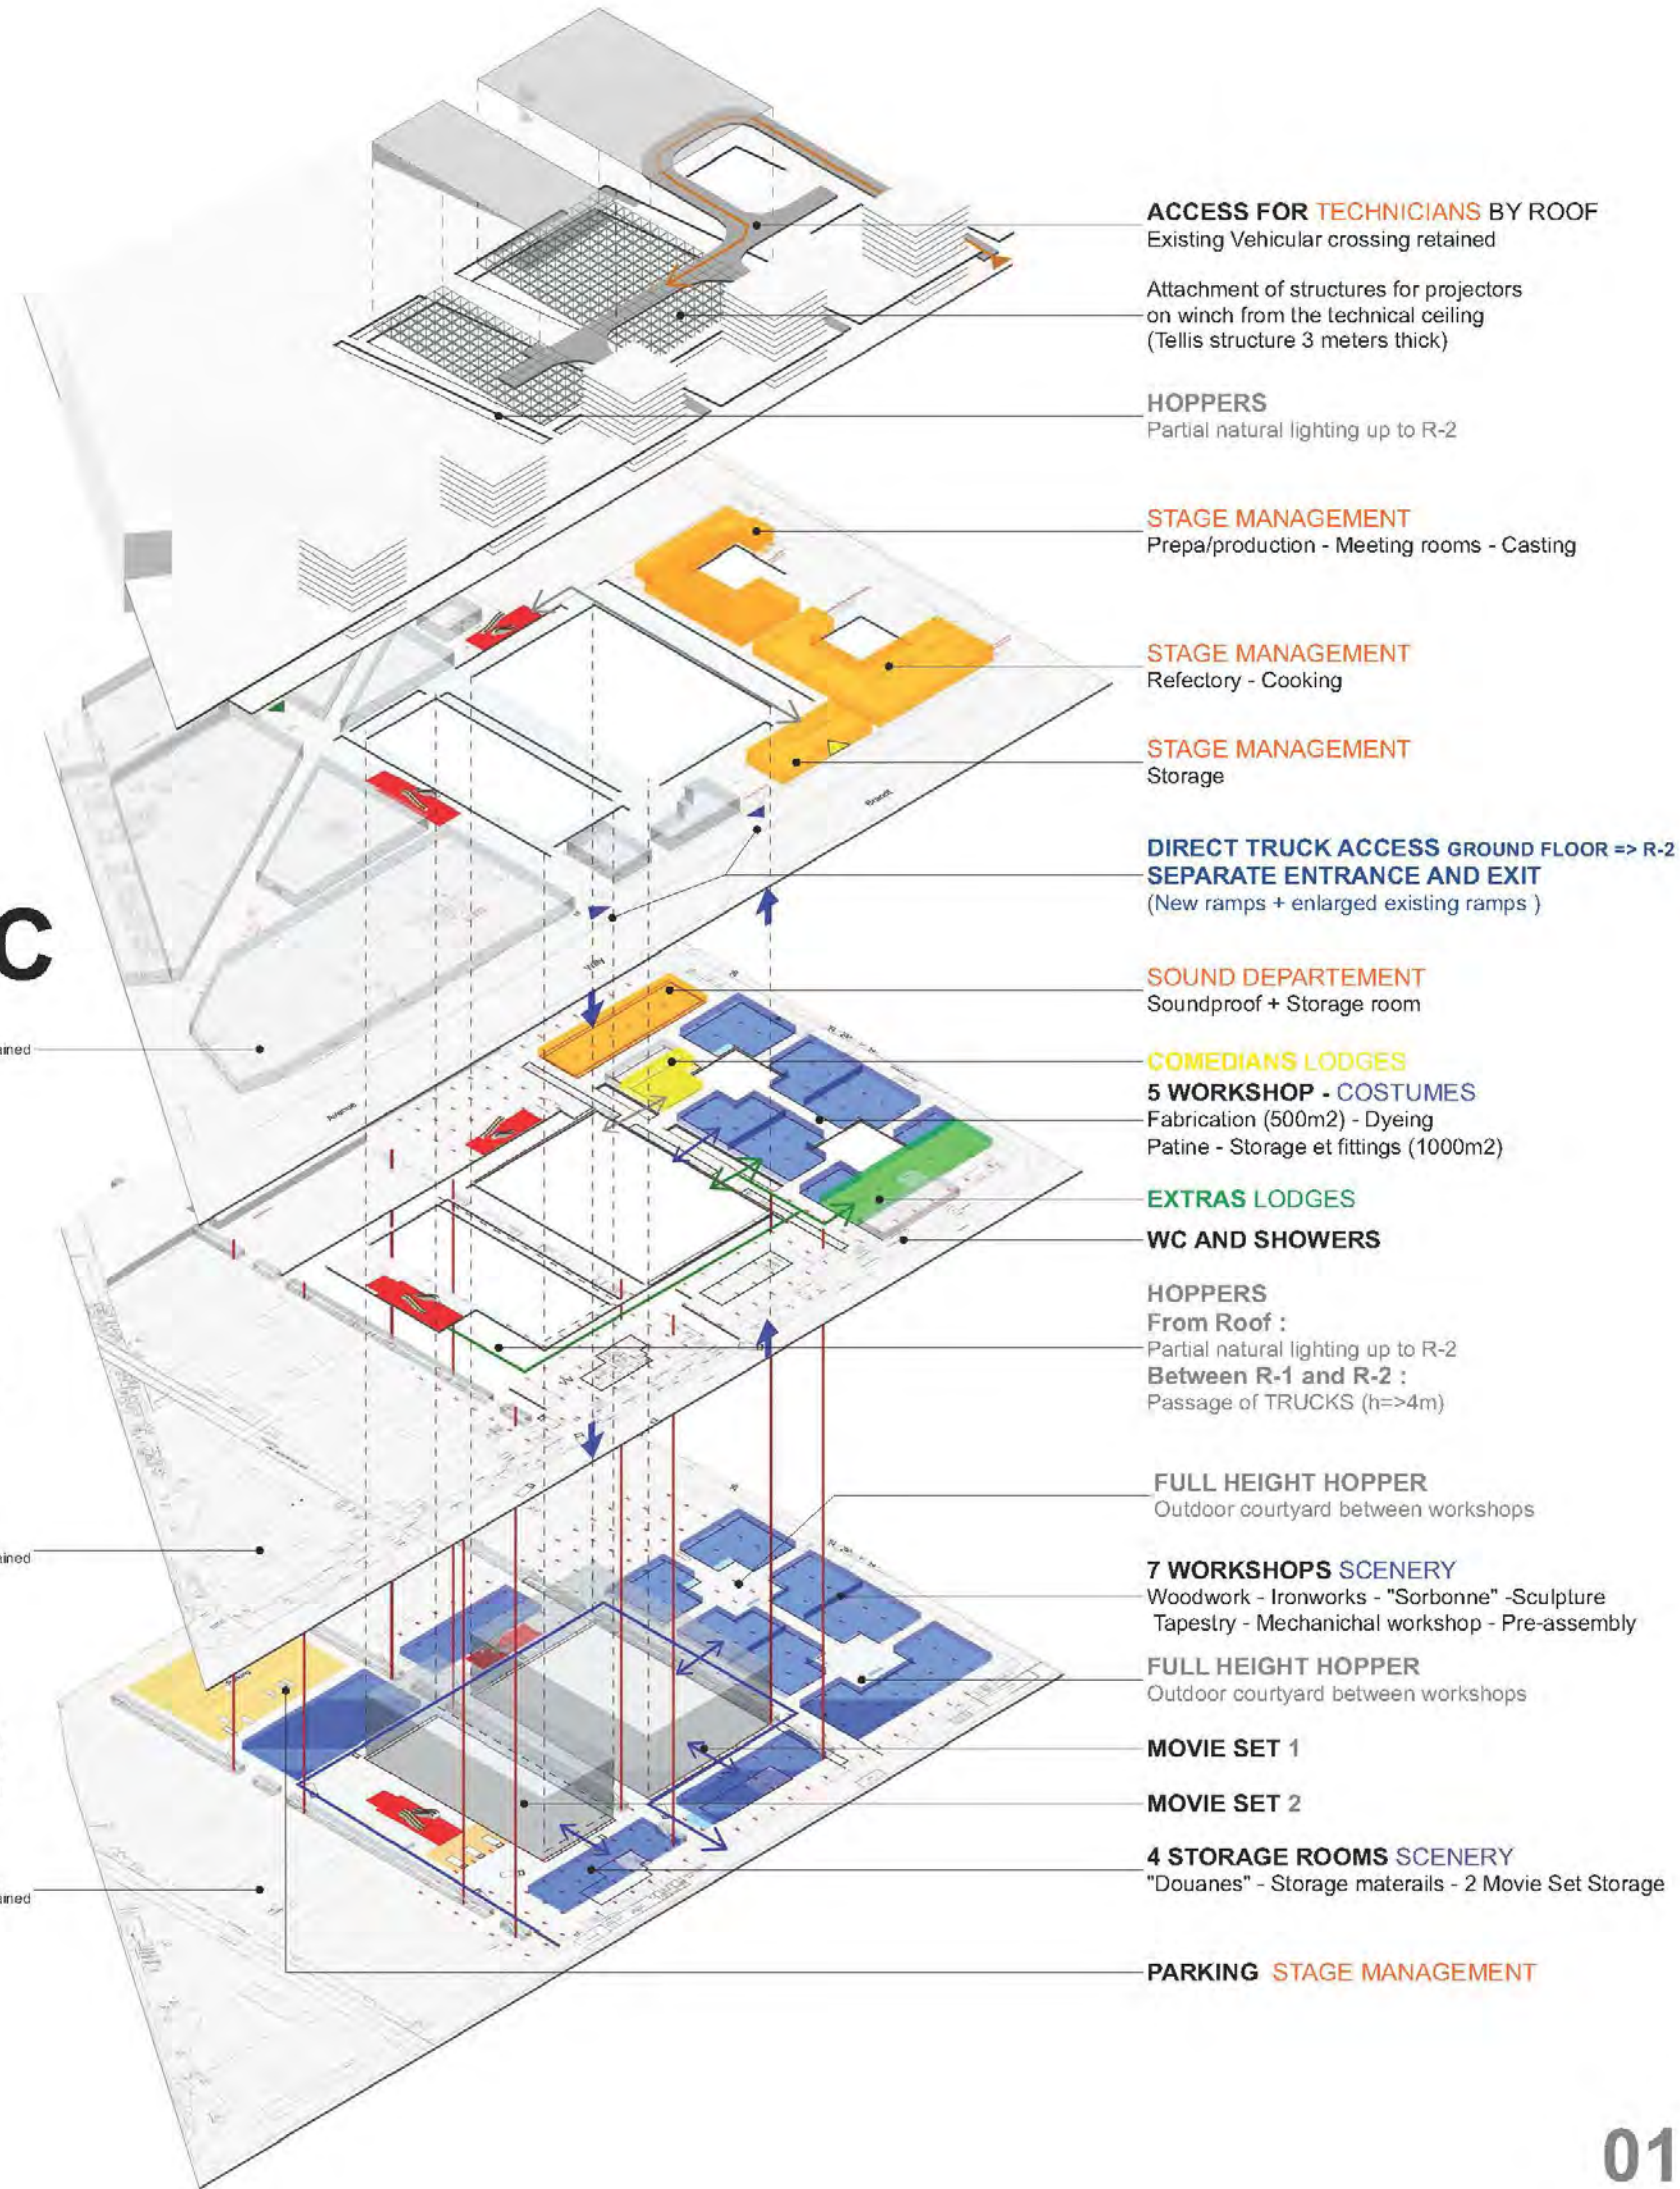 ACCESS FOR TECHNICIANS BY ROOF
Existing Vehicular crossing retained
Attachment of structures for projectors
on winch from the technical ceiling
(Tellis structure 3 meters thick)
HOPPERS
Partial natural lighting up to R-2
STAGE MANAGEMENT
Prepa/production - Meeting rooms - Casting
STAGE MANAGEMENT
Refectory - Cooking
STAGE MANAGEMENT
Storage
Brandt
DIRECT TRUCK ACCESS GROUND FLOOR => R-2
SEPARATE ENTRANCE AND EXIT
(New ramps + enlarged existing ramps )
C
Willy
SOUND DEPARTEMENT
Soundproof + Storage room
ained
COMEDIANS LODGES
5 WORKSHOP - COSTUMES
Fabrication (500m2) - Dyeing
Patine - Storage et fittings (1000m2)
Avenue
EXTRAS LODGES
WC AND SHOWERS
HOPPERS
From Roof :
Partial natural lighting up to R-2
Between R-1 and R-2 :
Passage of TRUCKS (h=>4m)
FULL HEIGHT HOPPER
Outdoor courtyard between workshops
ained
7 WORKSHOPS SCENERY
Woodwork - Ironworks - "Sorbonne" -Sculpture
Tapestry - Mechanichal workshop - Pre-assembly
FULL HEIGHT HOPPER
Outdoor courtyard between workshops
MOVIE SET 1
MOVIE SET 2
4 STORAGE ROOMS SCENERY
"Douanes" - Storage materails - 2 Movie Set Storage
ained
PARKING STAGE MANAGEMENT
01